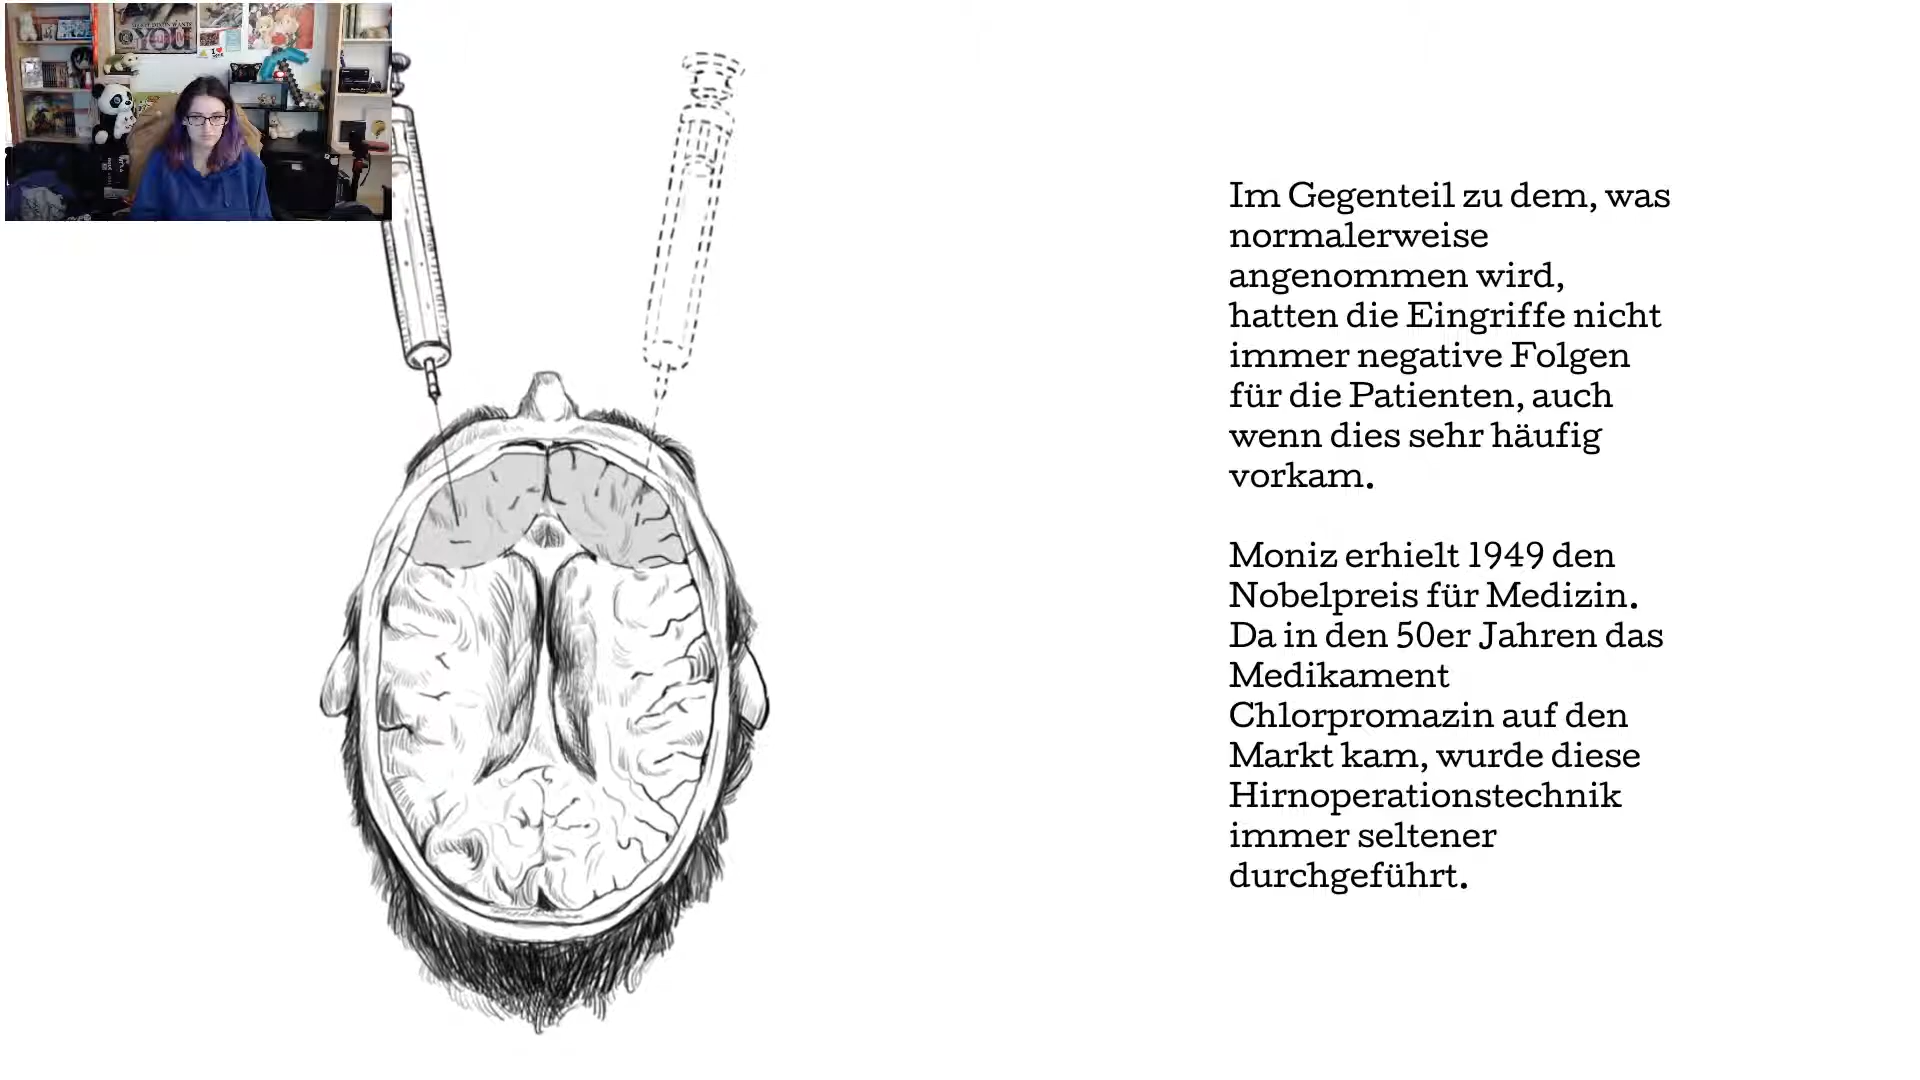 YOU
Im Gegenteil zu dem, was
normalerweise
angenommen wird,
hatten die Eingriffe nicht
immer negative Folgen
für die Patienten, auch
wenn dies sehr häufig
vorkam.
Moniz erhielt 1949 den
Nobelpreis für Medizin.
Da in den 50er Jahren das
Medikament
Chlorpromazin auf den
Markt kam, wurde diese
Hirnoperationstechnik
immer seltener
durchgeführt.